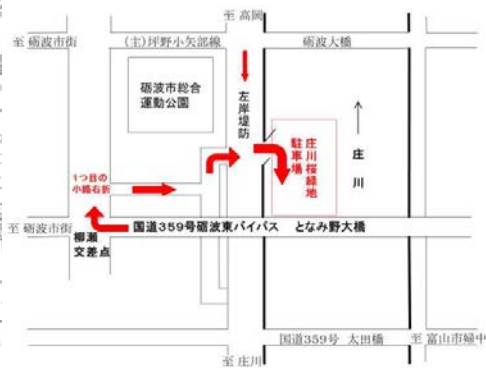 至 高岡
至 砺波市街
(主)坪野小矢部線
砺波大橋
砺波市総合
運動公園
左岸堤防
庄川桜緑地
駐車場
庄川
1つ目の
小路右折
至 砺波市街
国道359号砺波東バイパス
となみ野大橋
柳瀬
交差点
国道359号 太田橋
至 富山市婦中
至 庄川